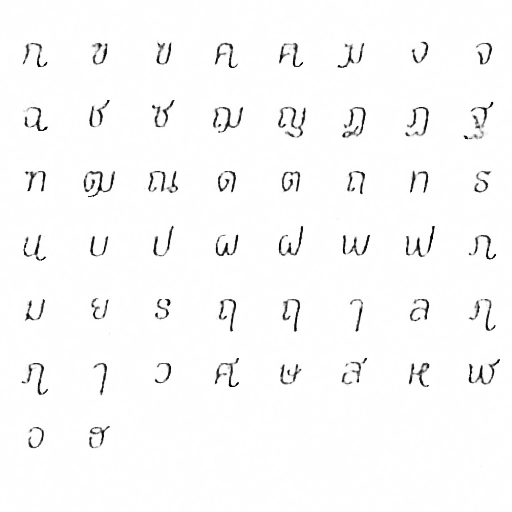 ก ข ฃ ค ฅ ฆ ง จ
ฉ ช ซ ฌ ญ ฎ ฏ ฐ
ฑ ฒ ณ ด ต ถ ท ธ
น บ ป ผ ฝ พ ฟ ภ
ม ย ร ฤ ฤ ๅ ล ฦ
ฦ ๅ ว ศ ษ ส ห ฬ
อ ฮ